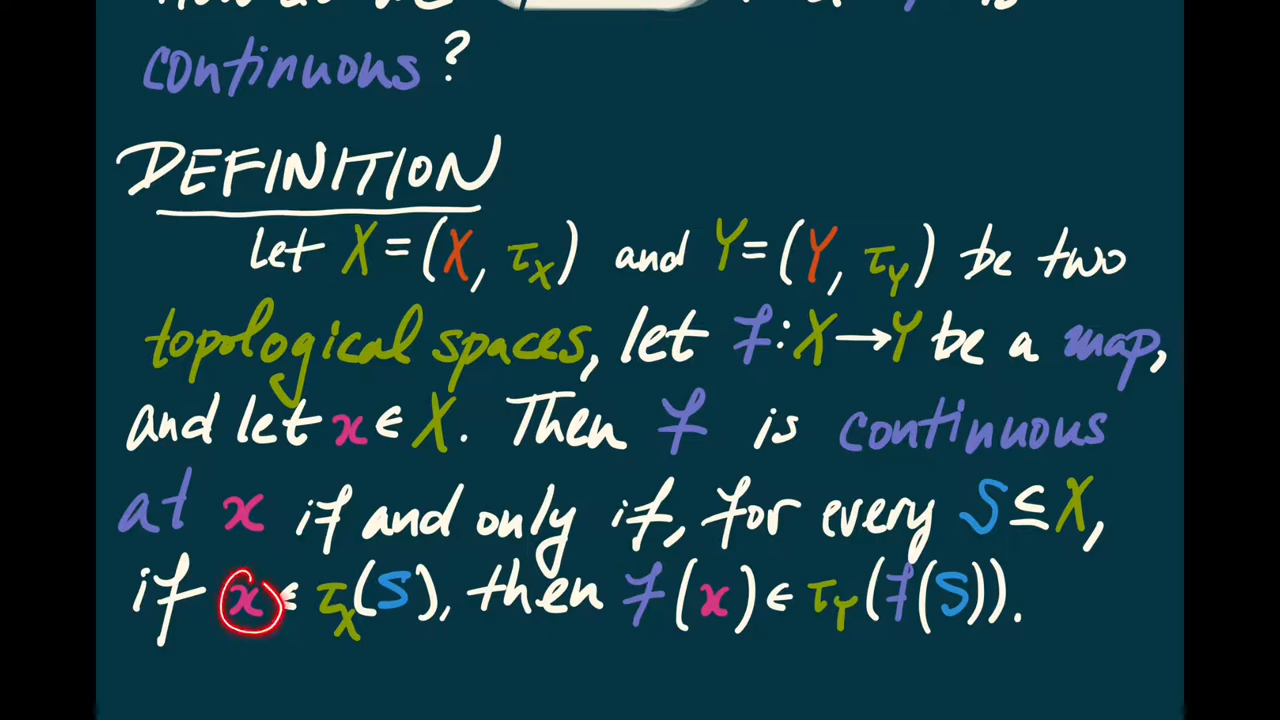 continuous?
DEFINITION
Let X = (X, τ_X) and Y = (Y, τ_Y) be two
topological spaces, let f: X → Y be a map,
and let x ∈ X. Then f is continuous
at x if and only if, for every S ⊆ X,
if x ∈ τ_X(S), then f(x) ∈ τ_Y(f(S)).